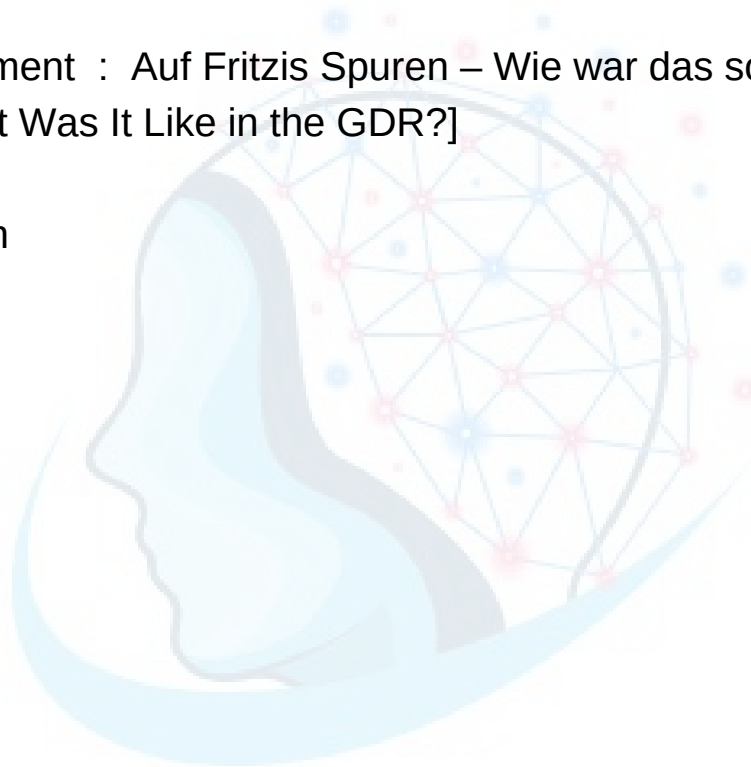 ment : Auf Fritzis Spuren – Wie war das so
t Was It Like in the GDR?]
n